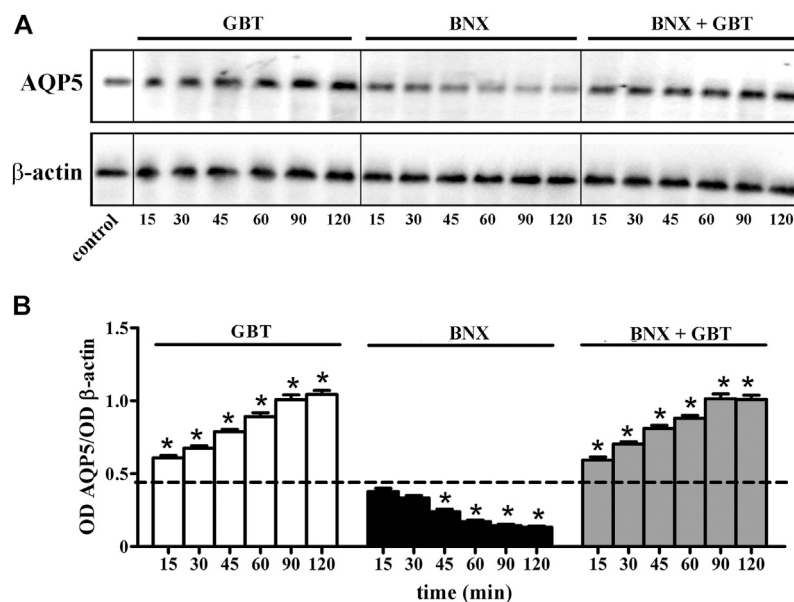 A
GBT BNX BNX + GBT
AQP5
β-actin
control 15 30 45 60 90 120 15 30 45 60 90 120 15 30 45 60 90 120
B
GBT BNX BNX + GBT
OD AQP5/OD β-actin
1.5
1.0
0.5
0
* * * * * * * * * * * * * * * *
15 30 45 60 90 120 15 30 45 60 90 120 15 30 45 60 90 120
time (min)